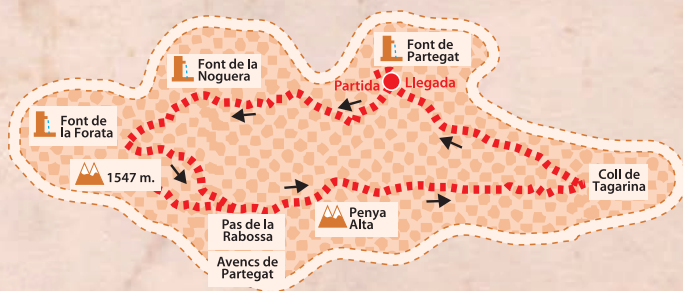 Font de
Partegat
Font de la
Noguera
Partida
Llegada
Font de
la Forata
1547 m.
Coll de
Tagarina
Penya
Alta
Pas de la
Rabossa
Avencs de
Partegat